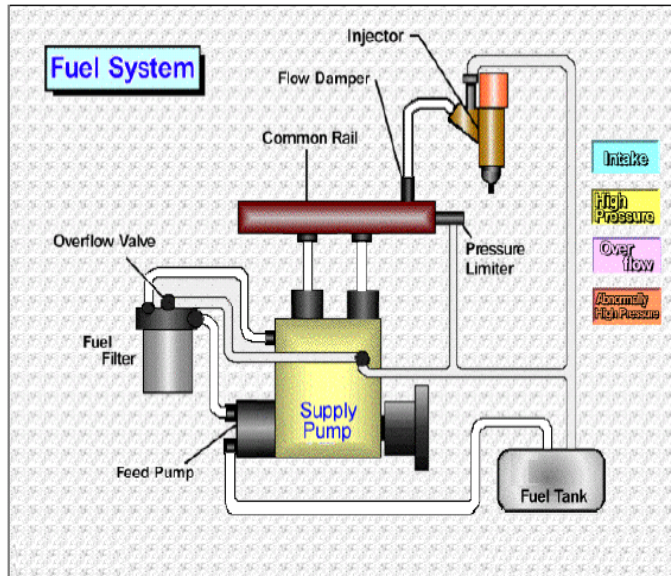 Fuel System
Injector
Flow Damper
Common Rail
Intake
High
Pressure
Overflow Valve
Pressure
Limiter
Over
flow
Abnormally
High Pressure
Fuel
Filter
Supply
Pump
Feed Pump
Fuel Tank